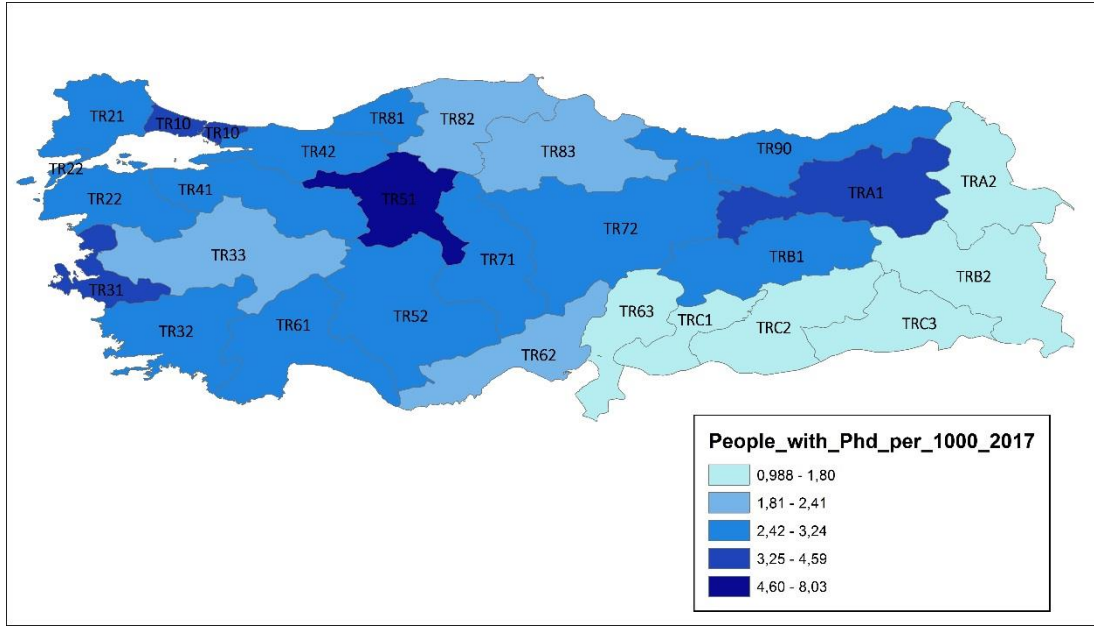 TR21
TR10
TR10
TR81
TR82
TR42
TR83
TR90
TR22
TR22
TR41
TR51
TRA1
TRA2
TR33
TR72
TR71
TRB1
TRB2
TR31
TR32
TR61
TR52
TR63
TRC1
TRC2
TRC3
TR62
People_with_Phd_per_1000_2017
0,988 - 1,80
1,81 - 2,41
2,42 - 3,24
3,25 - 4,59
4,60 - 8,03